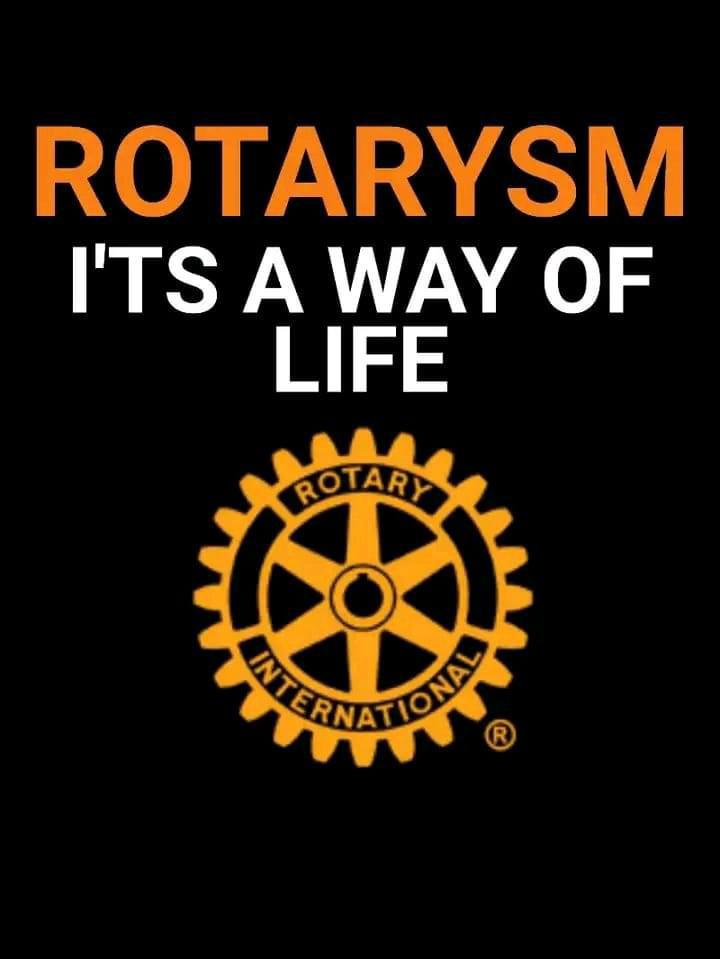 ROTARYSM
I'TS A WAY OF
LIFE
ROTARY
INTERNATIONAL
®